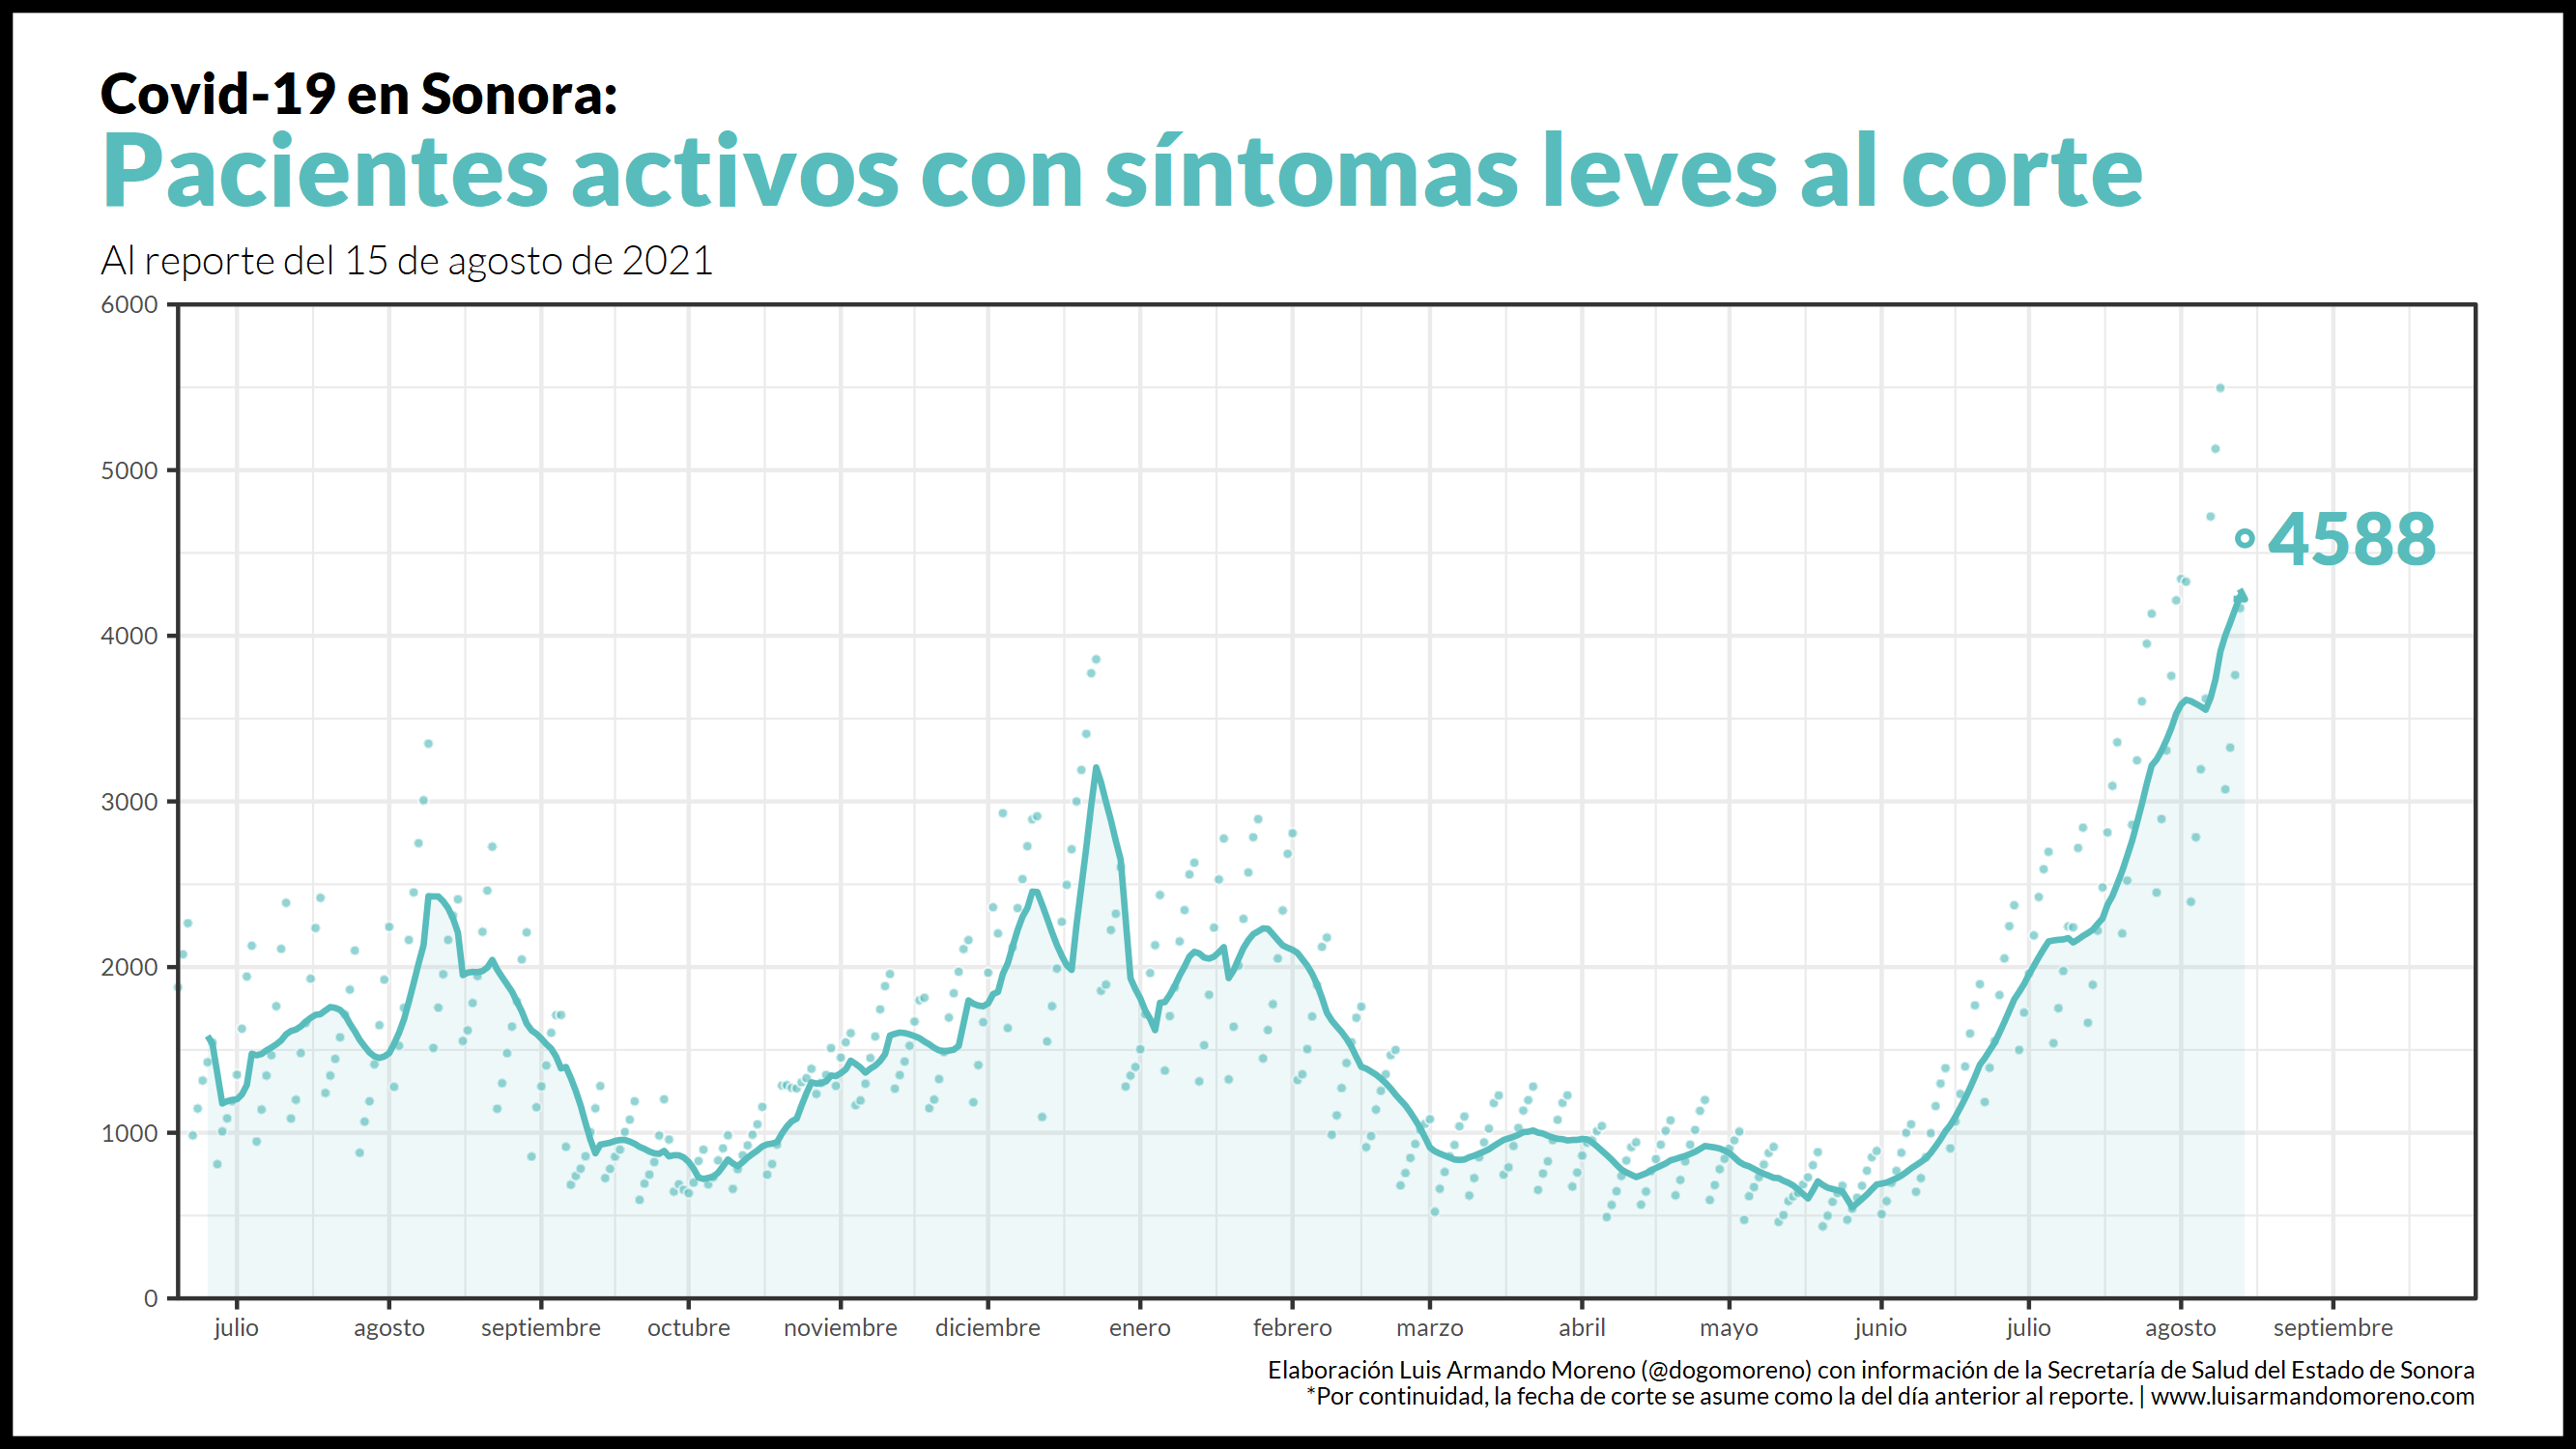 Covid-19 en Sonora:
Pacientes activos con síntomas leves al corte
Al reporte del 15 de agosto de 2021
6000
5000
4000
3000
2000
1000
0
4588
julio agosto septiembre octubre noviembre diciembre enero febrero marzo abril mayo junio julio agosto septiembre
Elaboración Luis Armando Moreno (@dogomoreno) con información de la Secretaría de Salud del Estado de Sonora
*Por continuidad, la fecha de corte se asume como la del día anterior al reporte. | www.luisarmandomoreno.com